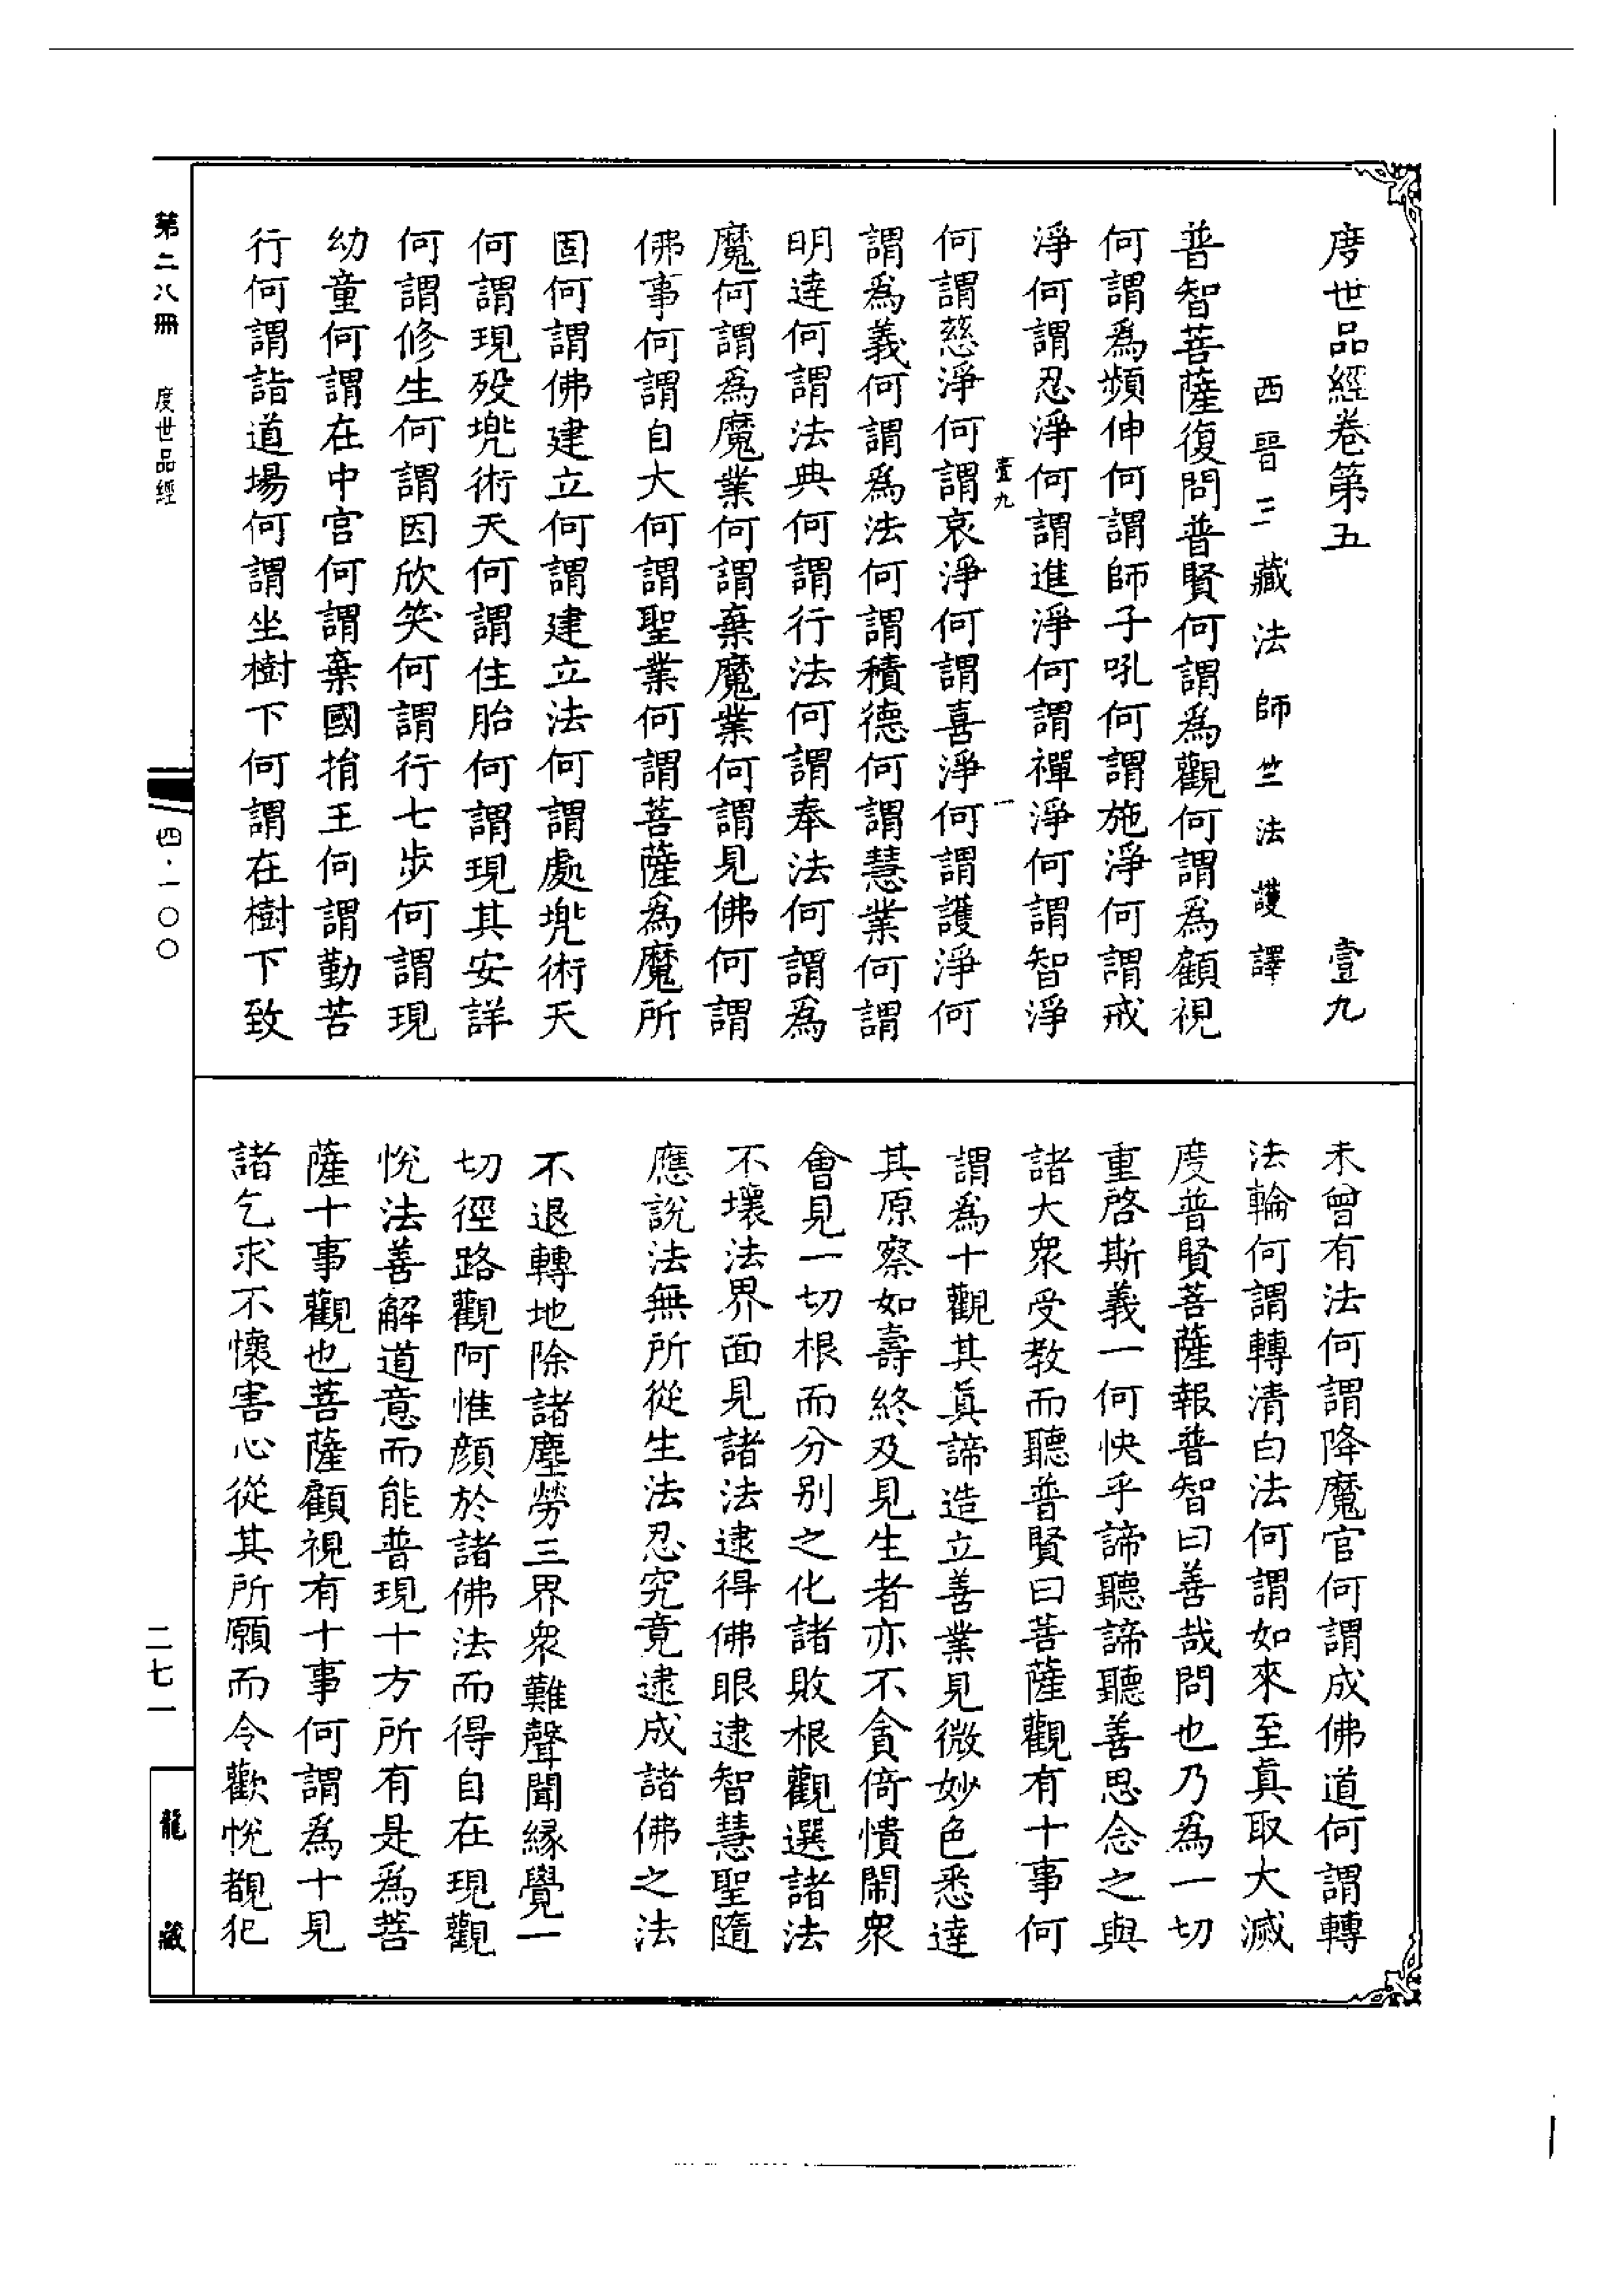 度世品經卷第五　壹九
西晉三藏法師竺法護譯
普智菩薩復問普賢何謂爲觀何謂爲顧視
何謂爲頻伸何謂師子吼何謂施淨何謂戒
淨何謂忍淨何謂進淨何謂禪淨何謂智淨
壹九　一
何謂慈淨何謂哀淨何謂喜淨何謂護淨何
謂爲義何謂爲法何謂積德何謂慧業何謂
明達何謂法典何謂行法何謂奉法何謂爲
魔何謂爲魔業何謂棄魔業何謂見佛何謂
佛事何謂自大何謂聖業何謂菩薩爲魔所
固何謂佛建立何謂建立法何謂處兠術天
何謂現歿兠術天何謂住胎何謂現其安詳
何謂修生何謂因欣笑何謂行七步何謂現
幼童何謂在中宮何謂棄國捐王何謂勤苦
行何謂詣道場何謂坐樹下何謂在樹下致
未曾有法何謂降魔官何謂成佛道何謂轉
法輪何謂轉清白法何謂如來至眞取大滅
度普賢菩薩報普智曰善哉問也乃爲一切
重啓斯義一何快乎諦聽諦聽善思念之與
諸大衆受教而聽普賢曰菩薩觀有十事何
謂爲十觀其眞諦造立善業見微妙色悉達
其原察如壽終及見生者亦不貪倚憒閙衆
會見一切根而分别之化諸敗根觀選諸法
不壞法界面見諸法逮得佛眼逮智慧聖隨
應説法無所從生法忍究竟逮成諸佛之法
不退轉地除諸塵勞三界衆難聲聞緣覺一
切徑路觀阿惟顏於諸佛法而得自在現觀
悅法善解道意而能普現十方所有是爲菩
薩十事觀也菩薩顧視有十事何謂爲十見
諸乞求不懷害心從其所願而令歡悅覩犯
第二八冊　度世品經　四·一〇〇　二七一　龍藏